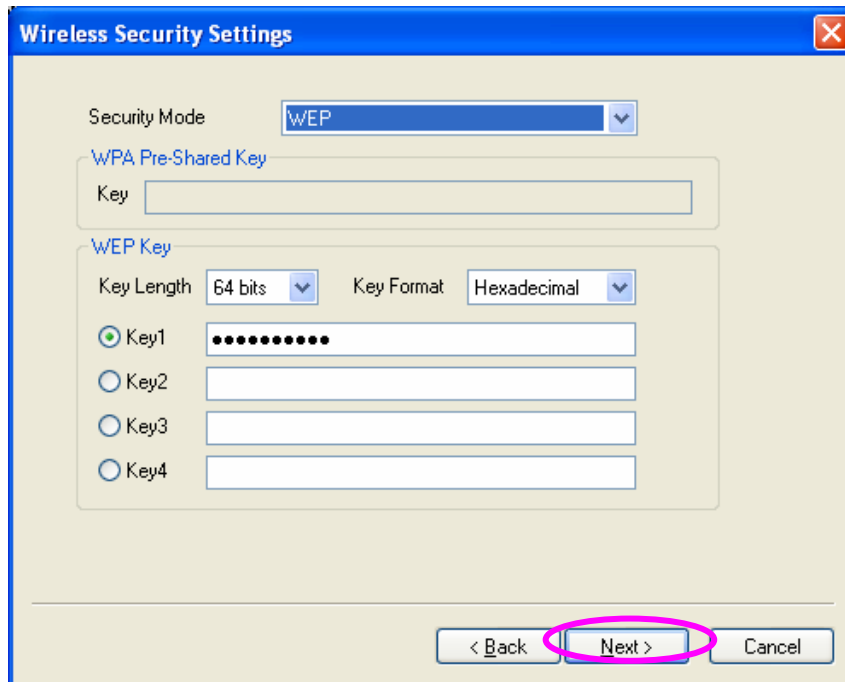 Wireless Security Settings
Security Mode WEP
WPA Pre-Shared Key
Key
WEP Key
Key Length 64 bits Key Format Hexadecimal
Key1 ●●●●●●●●●●
Key2
Key3
Key4
< Back Next > Cancel